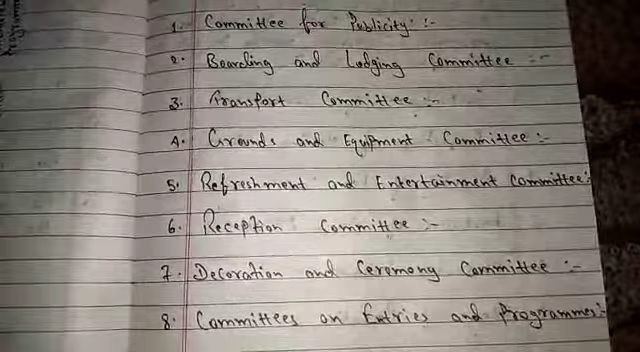 1. Committee for Publicity :-
2. Boarding and Lodging Committee :-
3. Transport Committee :-
4. Grounds and Equipment Committee :-
5. Refreshment and Entertainment Committee :-
6. Reception Committee :-
7. Decoration and Ceremony Committee :-
8. Committees on Entries and Programmes :-